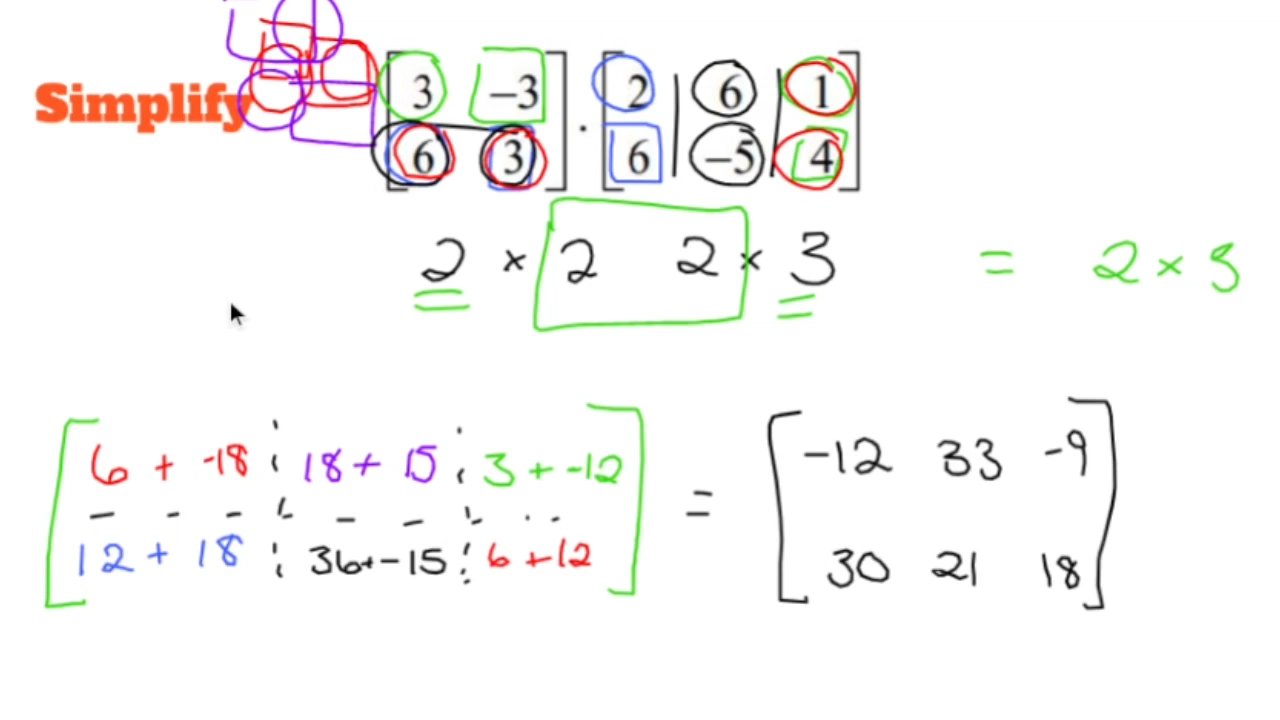 Simplify
[3 −3] · [2 | 6 | 1]
[6 3] [6 | −5 | 4]
2 × 2 2 × 3 = 2 × 3
[6 + -18 ¦ 18 + 15 ¦ 3 + -12] = [-12 33 -9]
[12 + 18 ¦ 36 + -15 ¦ 6 + 12] [30 21 18]